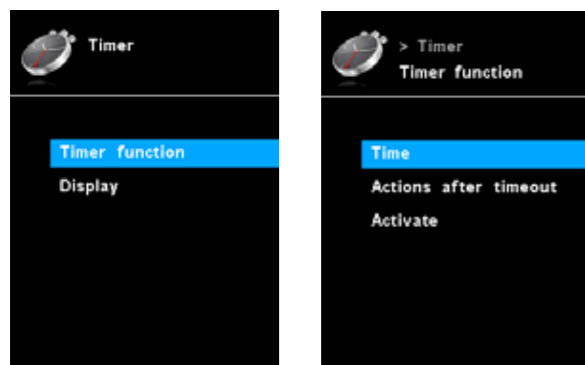 Timer
Timer function
Display
> Timer
Timer function
Time
Actions after timeout
Activate